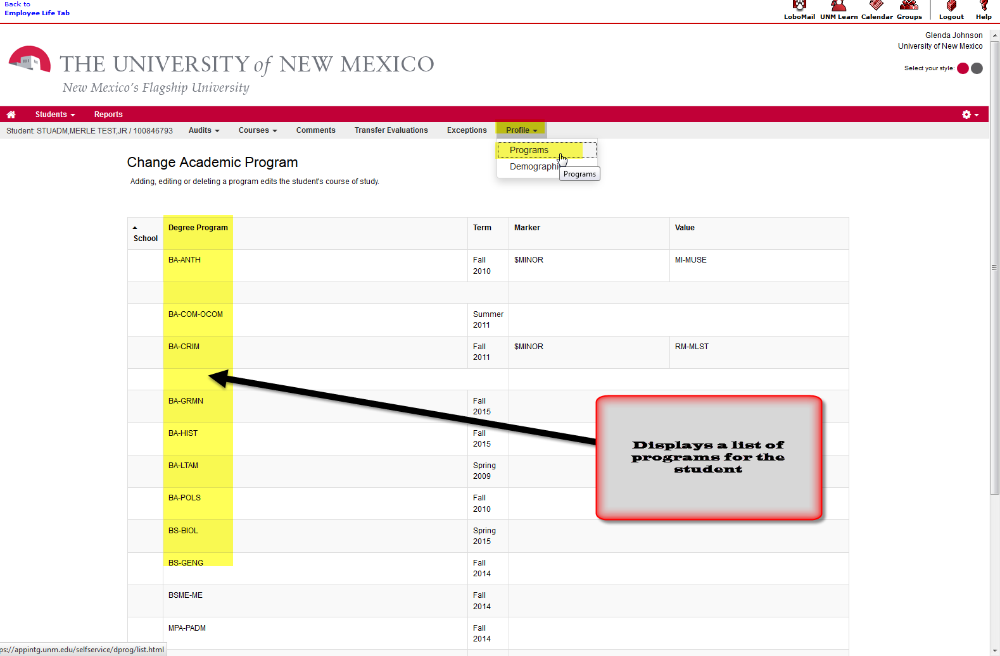 Back to
Employee Life Tab
LoboMail UNM Learn Calendar Groups Logout Help
Glenda Johnson
University of New Mexico
Select your style:
THE UNIVERSITY of NEW MEXICO
New Mexico's Flagship University
Students Reports
Student: STUADM,MERLE TEST,JR / 100846793 Audits Courses Comments Transfer Evaluations Exceptions Profile
Programs
Demographi
Programs
Change Academic Program
Adding, editing or deleting a program edits the student's course of study.
School Degree Program Term Marker Value
BA-ANTH Fall 2010 $MINOR MI-MUSE
BA-COM-OCOM Summer 2011
BA-CRIM Fall 2011 $MINOR RM-MLST
BA-GRMN Fall 2015
BA-HIST Fall 2015
BA-LTAM Spring 2009
BA-POLS Fall 2010
BS-BIOL Spring 2015
BS-GENG Fall 2014
BSME-ME Fall 2014
MPA-PADM Fall 2014
Displays a list of
programs for the
student
ps://appintg.unm.edu/selfservice/dprog/list.html